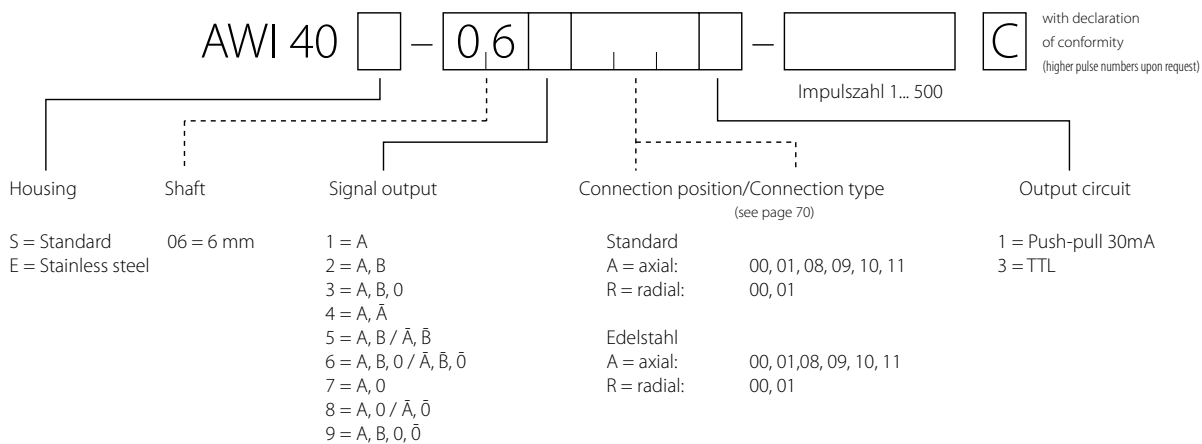 AWI 40 – 0 6 – C
with declaration
of conformity
(higher pulse numbers upon request)
Impulszahl 1... 500
Housing
S = Standard
E = Stainless steel
Shaft
06 = 6 mm
Signal output
1 = A
2 = A, B
3 = A, B, 0
4 = A, Ā
5 = A, B / Ā, B̄
6 = A, B, 0 / Ā, B̄, 0̄
7 = A, 0
8 = A, 0 / Ā, 0̄
9 = A, B, 0, 0̄
Connection position/Connection type
(see page 70)
Standard
A = axial: 00, 01, 08, 09, 10, 11
R = radial: 00, 01
Edelstahl
A = axial: 00, 01,08, 09, 10, 11
R = radial: 00, 01
Output circuit
1 = Push-pull 30mA
3 = TTL